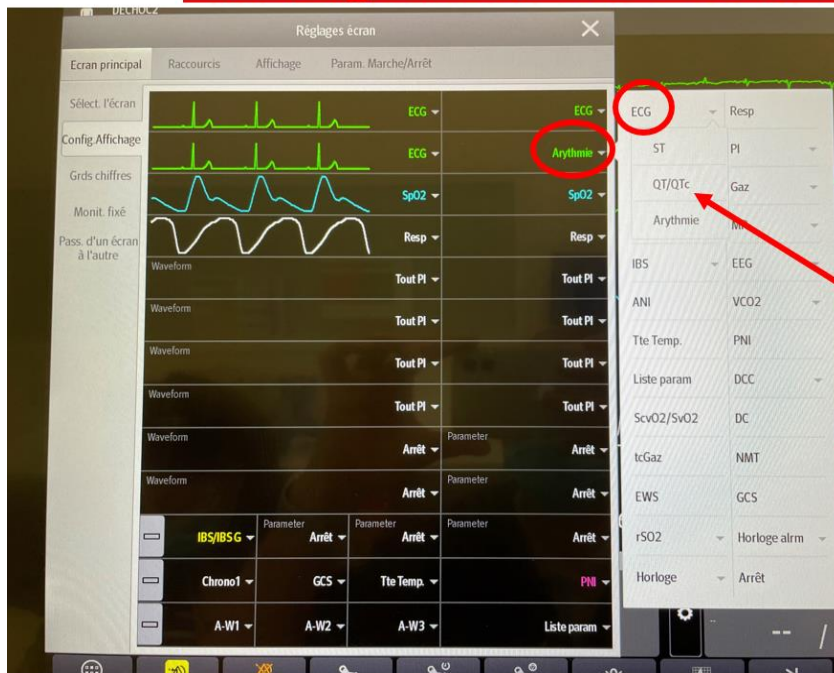 DECHOC2
Réglages écran
Ecran principal Raccourcis Affichage Param. Marche/Arrêt
Sélect. l'écran
Config.Affichage
Grds chiffres
Monit. fixé
Pass. d'un écran
à l'autre
ECG ECG
ECG Arythmie
SpO2 SpO2
Resp Resp
Waveform
Tout PI Tout PI
Waveform
Tout PI Tout PI
Waveform
Tout PI Tout PI
Waveform
Tout PI Tout PI
Waveform Parameter
Arrêt Arrêt
Waveform Parameter
Arrêt Arrêt
Parameter Parameter Parameter
IBS/IBS G Arrêt Arrêt Arrêt
Chrono1 GCS Tte Temp. PNI
A-W1 A-W2 A-W3 Liste param
ECG Resp
ST PI
QT/QTc Gaz
Arythmie
IBS EEG
ANI VCO2
Tte Temp. PNI
Liste param DCC
ScvO2/SvO2 DC
tcGaz NMT
EWS GCS
rSO2 Horloge alrm
Horloge Arrêt
-- /